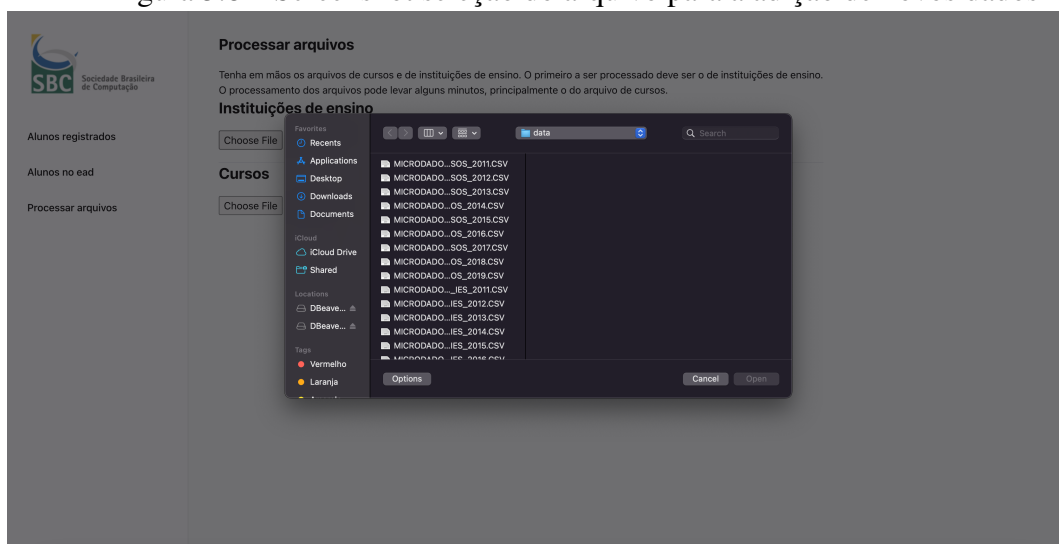 SBC
Sociedade Brasileira
de Computação
Alunos registrados
Alunos no ead
Processar arquivos
Processar arquivos
Tenha em mãos os arquivos de cursos e de instituições de ensino. O primeiro a ser processado deve ser o de instituições de ensino.
O processamento dos arquivos pode levar alguns minutos, principalmente o do arquivo de cursos.
Instituições de ensino
Choose File
Cursos
Choose File
Favorites
Recents
Applications
Desktop
Downloads
Documents
iCloud
iCloud Drive
Shared
Locations
DBeave...
DBeave...
Tags
Vermelho
Laranja
data
Search
MICRODADO...SOS_2011.CSV
MICRODADO...SOS_2012.CSV
MICRODADO...SOS_2013.CSV
MICRODADO...OS_2014.CSV
MICRODADO...SOS_2015.CSV
MICRODADO...OS_2016.CSV
MICRODADO...SOS_2017.CSV
MICRODADO...OS_2018.CSV
MICRODADO...OS_2019.CSV
MICRODADO..._IES_2011.CSV
MICRODADO...IES_2012.CSV
MICRODADO...IES_2013.CSV
MICRODADO...IES_2014.CSV
MICRODADO...IES_2015.CSV
MICRODADO...IES_2016.CSV
Options
Cancel
Open